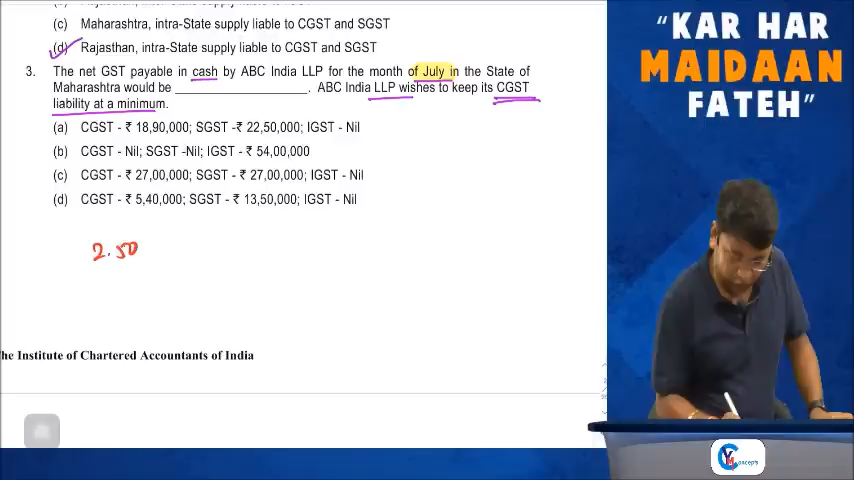 (c) Maharashtra, intra-State supply liable to CGST and SGST
(d) Rajasthan, intra-State supply liable to CGST and SGST
3. The net GST payable in cash by ABC India LLP for the month of July in the State of
Maharashtra would be ________________________. ABC India LLP wishes to keep its CGST
liability at a minimum.
(a) CGST - ₹ 18,90,000; SGST -₹ 22,50,000; IGST - Nil
(b) CGST - Nil; SGST -Nil; IGST - ₹ 54,00,000
(c) CGST - ₹ 27,00,000; SGST - ₹ 27,00,000; IGST - Nil
(d) CGST - ₹ 5,40,000; SGST - ₹ 13,50,000; IGST - Nil
2.50
he Institute of Chartered Accountants of India
"KAR HAR
MAIDAAN
FATEH"